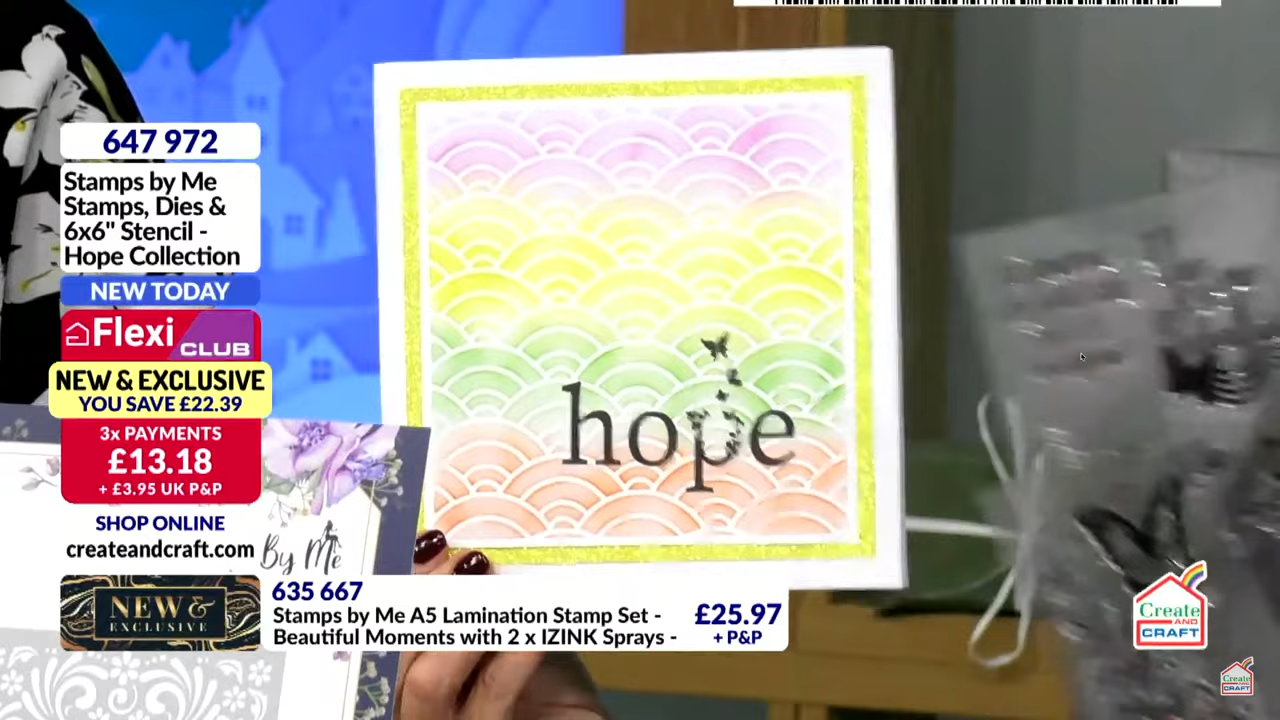 647 972
Stamps by Me
Stamps, Dies &
6x6" Stencil -
Hope Collection
NEW TODAY
Flexi
CLUB
NEW & EXCLUSIVE
YOU SAVE £22.39
3x PAYMENTS
£13.18
+ £3.95 UK P&P
SHOP ONLINE
createandcraft.com
By Me
hope
NEW &
EXCLUSIVE
635 667
Stamps by Me A5 Lamination Stamp Set -
Beautiful Moments with 2 x IZINK Sprays -
£25.97
+ P&P
Create
AND
CRAFT
Create
AND
CRAFT